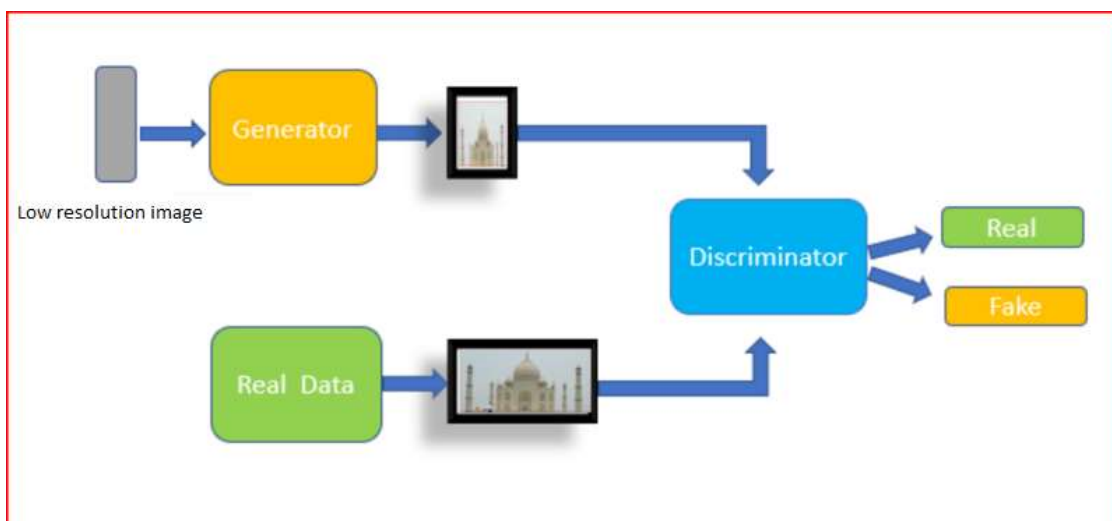 Generator
Low resolution image
Discriminator
Real
Fake
Real Data